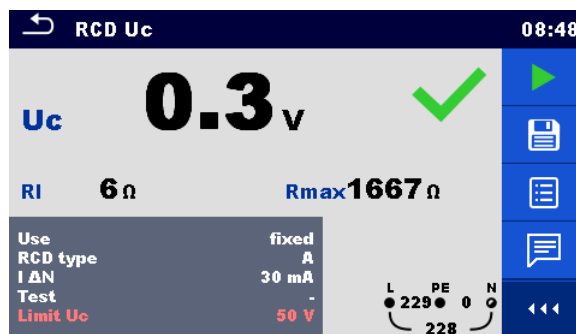 RCD Uc 08:48
Uc 0.3 V
Rl 6 Ω Rmax 1667 Ω
Use fixed
RCD type A
I ΔN 30 mA
Test -
Limit Uc 50 V
L PE N
229 0
228